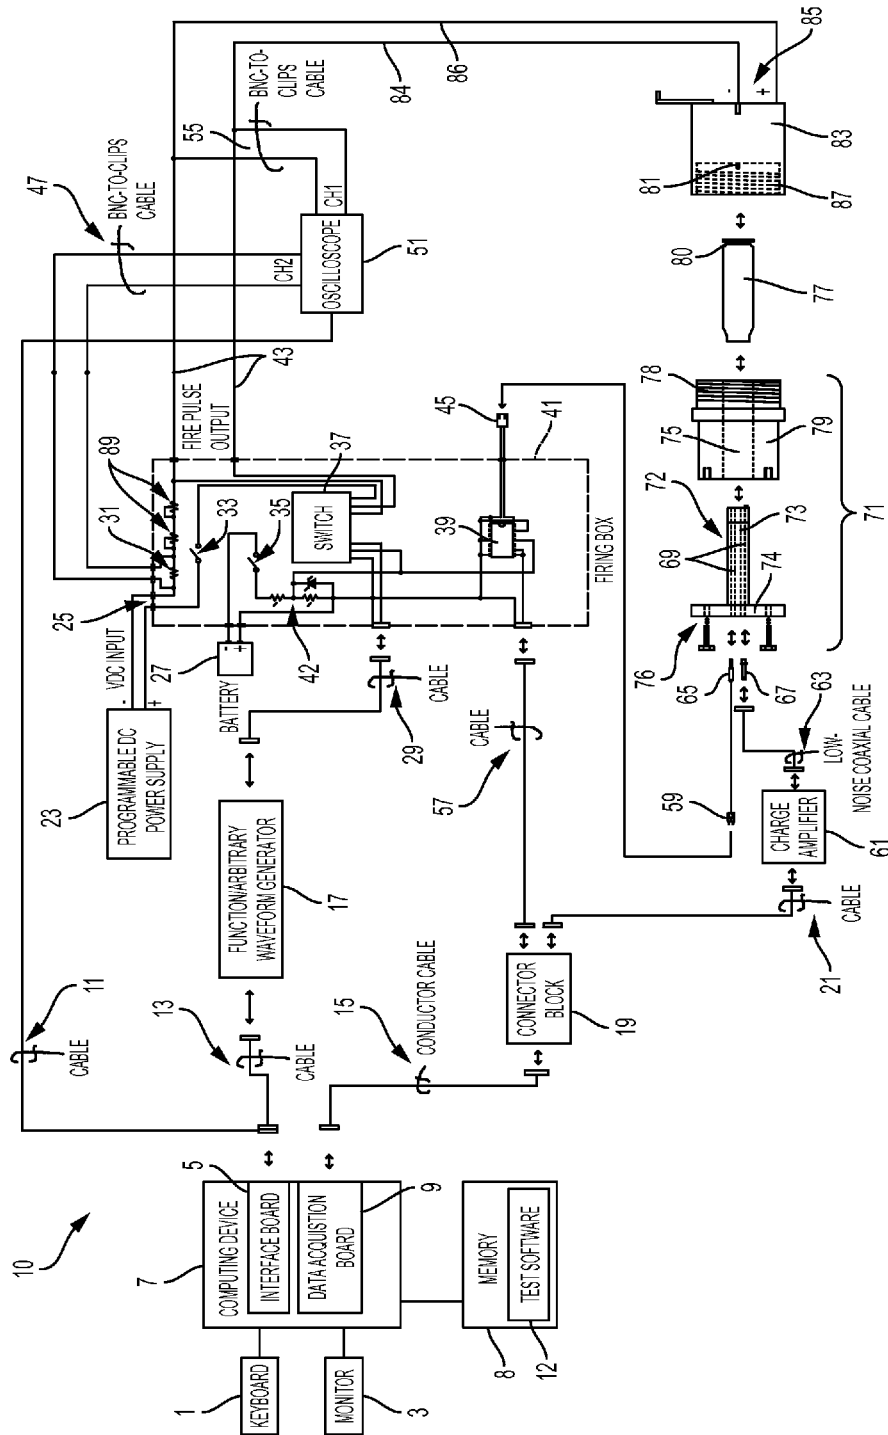 10
1
KEYBOARD
MONITOR
3
7
COMPUTING DEVICE
5
INTERFACE BOARD
DATA ACQUISTION
BOARD
9
8
MEMORY
TEST SOFTWARE
12
11
CABLE
13
CABLE
15
CONDUCTOR CABLE
CONNECTOR
BLOCK
19
21
CABLE
FUNCTION/ARBITRARY
WAVEFORM GENERATOR
17
23
PROGRAMMABLE DC
POWER SUPPLY
-
+
VDC INPUT
25
27
BATTERY
-
+
29
CABLE
57
CABLE
31
89
33
35
42
37
SWITCH
39
45
41
FIRING BOX
FIRE PULSE
OUTPUT
43
47
BNC-TO-CLIPS
CABLE
CH2
OSCILLOSCOPE
51
CH1
55
BNC-TO-
CLIPS
CABLE
84
86
59
61
CHARGE
AMPLIFIER
63
LOW-
NOISE COAXIAL CABLE
65
67
76
74
69
72
73
71
75
78
79
77
80
81
87
83
85
-
+